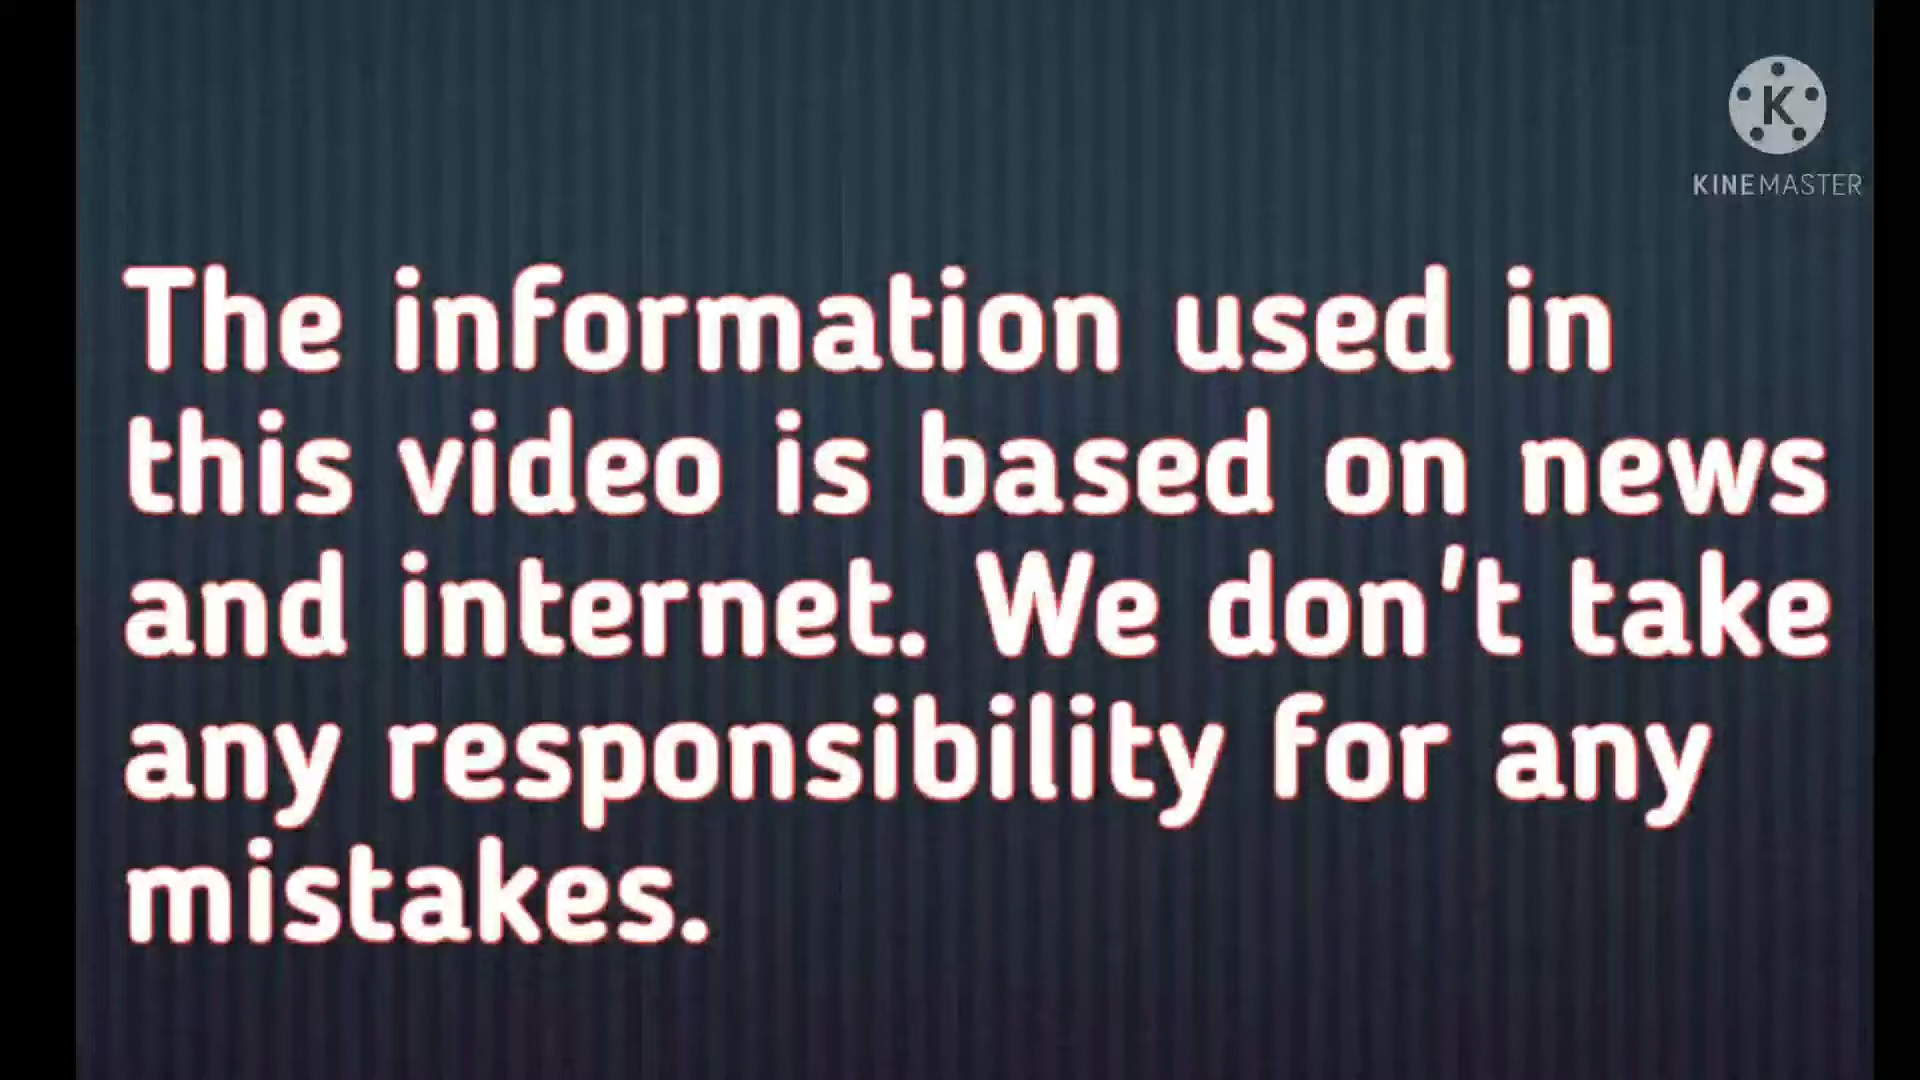 K
KINEMASTER
The information used in
this video is based on news
and internet. We don't take
any responsibility for any
mistakes.